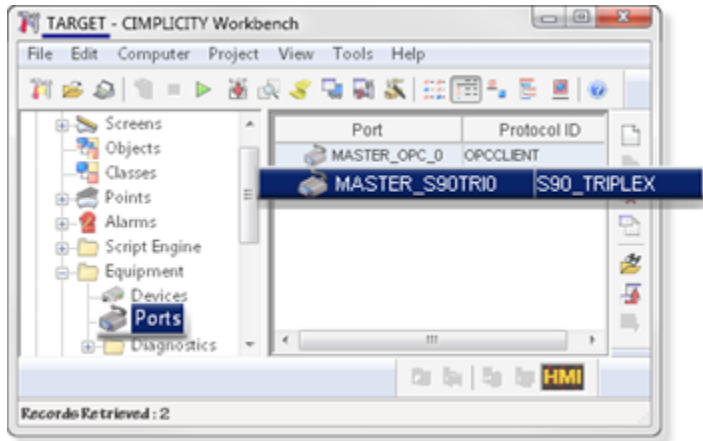 TARGET - CIMPLICITY Workbench
File Edit Computer Project View Tools Help
Screens
Objects
Classes
Points
Alarms
Script Engine
Equipment
Devices
Ports
Diagnostics
Port Protocol ID
MASTER_OPC_0 OPCCLIENT
MASTER_S90TRI0 S90_TRIPLEX
HMI
Records Retrieved : 2